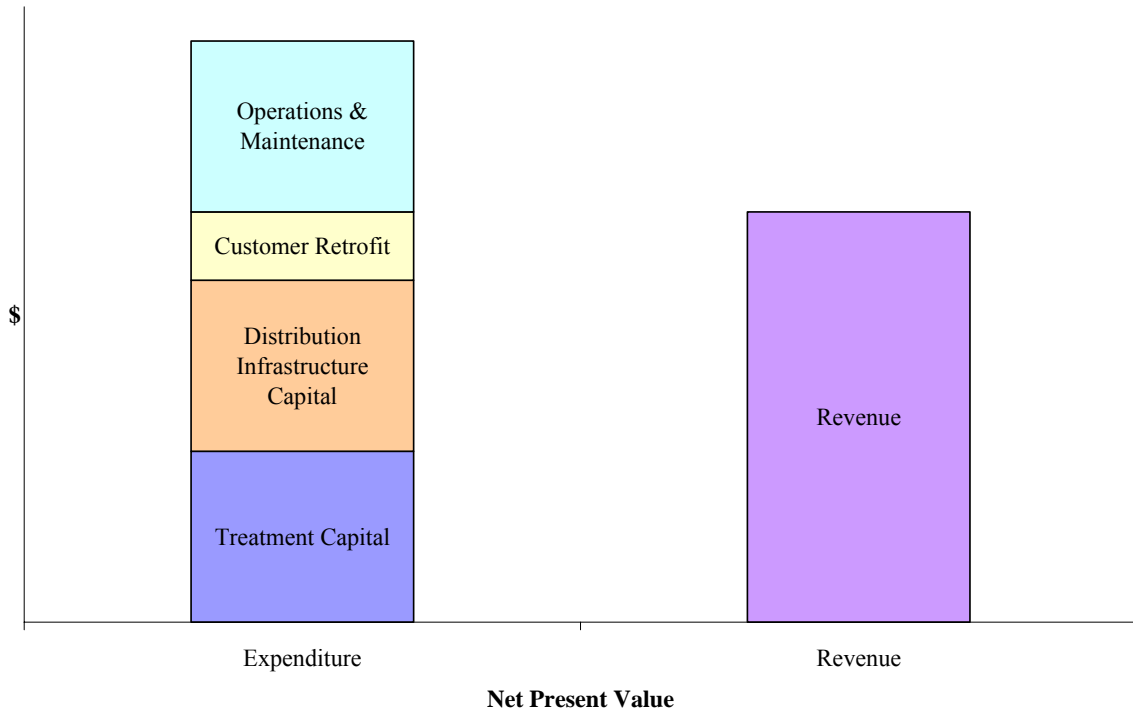 Operations &
Maintenance
Customer Retrofit
Distribution
Infrastructure
Capital
Treatment Capital
$
Revenue
Expenditure
Revenue
Net Present Value